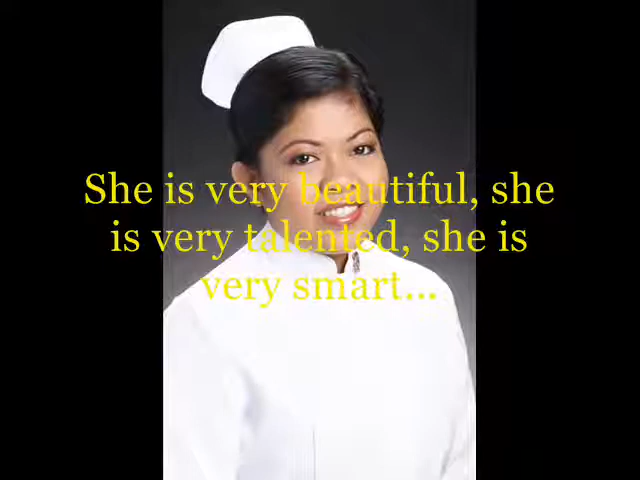 She is very beautiful, she
is very talented, she is
very smart...